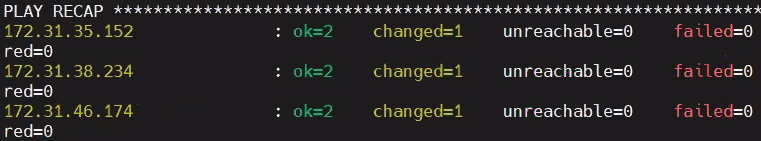 PLAY RECAP *****************************************************************
172.31.35.152 : ok=2 changed=1 unreachable=0 failed=0
red=0
172.31.38.234 : ok=2 changed=1 unreachable=0 failed=0
red=0
172.31.46.174 : ok=2 changed=1 unreachable=0 failed=0
red=0